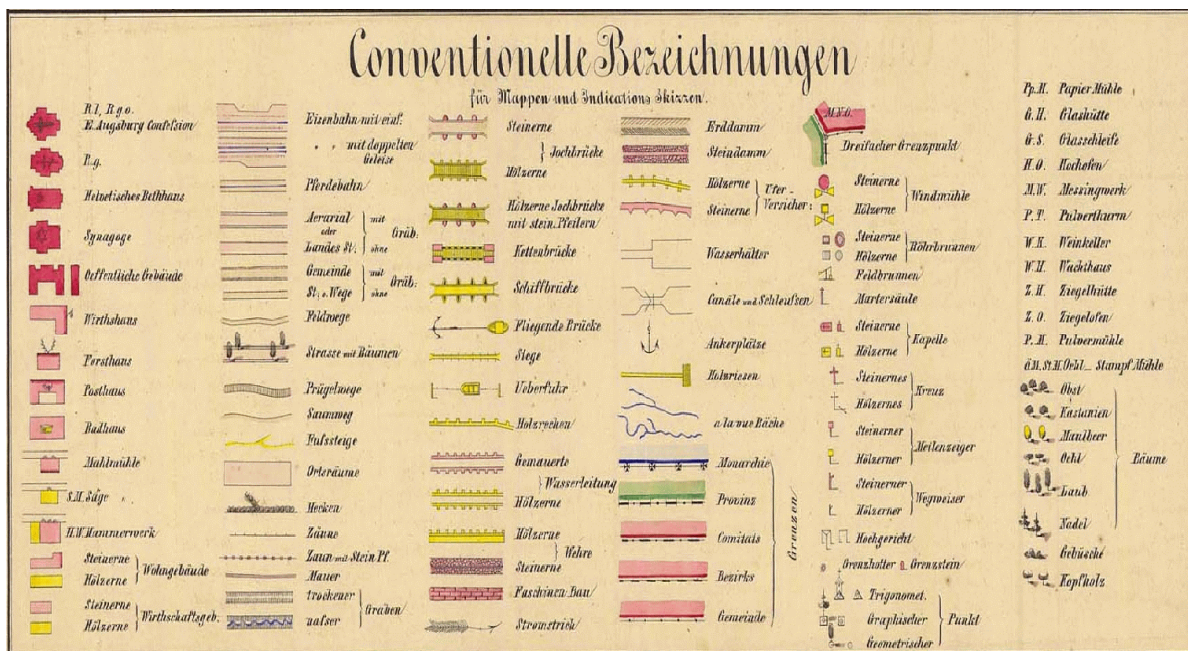 Conventionelle Bezeichnungen
für Mappen und Indications Skizzen.
R.l., R.g.o.
E. Augsburg Confession
R.g.
Helvetisches Bethhaus
Synagoge
Oeffentliche Gebäude
Wirthshaus
Forsthaus
Posthaus
Badhaus
Mahlmühle
S.M. Säge „
H.W. Hammerwerk
Steinerne
Hölzerne
Wohngebäude
Steinerne
Hölzerne
Wirthschaftsgeb.
Eisenbahn mit einf:
„ „ mit doppelten
Geleise
Pferdebahn
Aerarial
oder
Landes St.
mit
ohne
Gräb:
Gemeinde
St: o. Wege
mit
ohne
Gräb:
Feldwege
Strasse mit Bäumen
Prügelwege
Saumweg
Fufssteige
Ortsräume
Hecken
Zäune
Zaun mit Stein Pf.
Mauer
trockener
nafser
Graben
Steinerne
Hölzerne
Jochbrücke
Hölzerne Jochbrücke
mit stein. Pfeilern
Kettenbrücke
Schiffbrücke
Fliegende Brücke
Stege
Ueberfuhr
Holzrechen
Gemauerte
Hölzerne
Wasserleitung
Hölzerne
Steinerne
Wehre
Faschinen Bau
Stromstrich
Erddamm
Steindamm
Hölzerne
Steinerne
Ufer-
Versicher:
Wasserhälter
Canäle und Schleufsen
Ankerplätze
Holzriesen
a la vue Bäche
Monarchie
Provinz
Comitats
Bezirks
Gemeinde
Grenzen
M.N.O.
Dreifacher Grenzpunkt
Steinerne
Hölzerne
Windmühle
Steinerne
Hölzerne
Röhrbrunnen
Feldbrunnen
Martersäule
Steinerne
Hölzerne
Kapelle
Steinernes
Hölzernes
Kreuz
Steinerner
Hölzerner
Meilenzeiger
Steinerner
Hölzerner
Wegweiser
Hochgericht
Grenzhotter
Grenzstein
Trigonomet.
Graphischer
Geometrischer
Punkt
Pp.M. Papier Mühle
G.H. Glashütte
G.S. Glasschleife
H.O. Hochofen
M.W. Messingwerk
P.T. Pulverthurm
W.K. Weinkeller
W.H. Wachthaus
Z.H. Ziegelhütte
Z.O. Ziegelofen
P.M. Pulvermühle
ö.M. St.M. Oehl_ Stampf Mühle
Obst
Kastanien
Maulbeer
Oehl
Laub
Nadel
Bäume
Gebüsche
Kopfholz